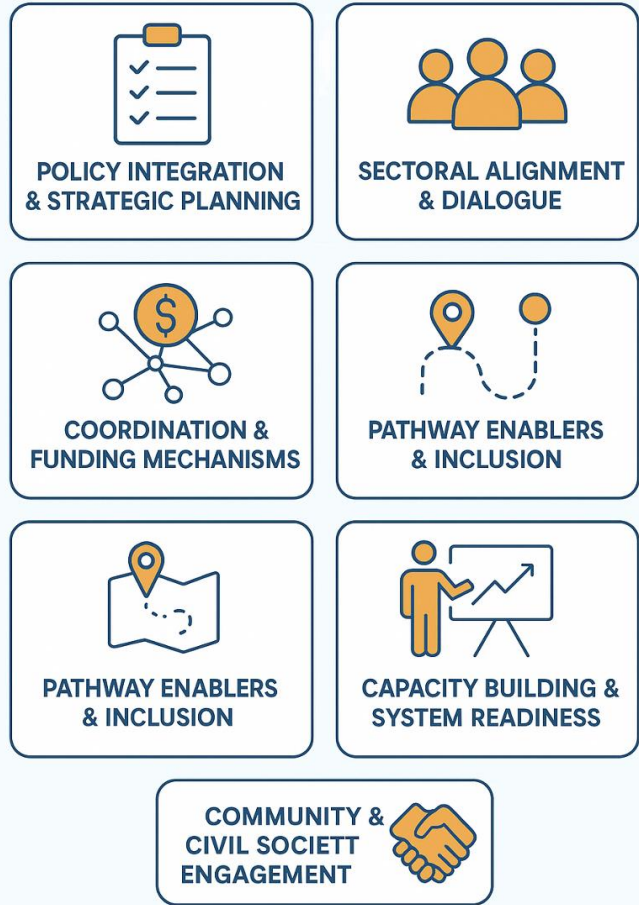 POLICY INTEGRATION
& STRATEGIC PLANNING
SECTORAL ALIGNMENT
& DIALOGUE
$
COORDINATION &
FUNDING MECHANISMS
PATHWAY ENABLERS
& INCLUSION
PATHWAY ENABLERS
& INCLUSION
CAPACITY BUILDING &
SYSTEM READINESS
COMMUNITY &
CIVIL SOCIETT
ENGAGEMENT